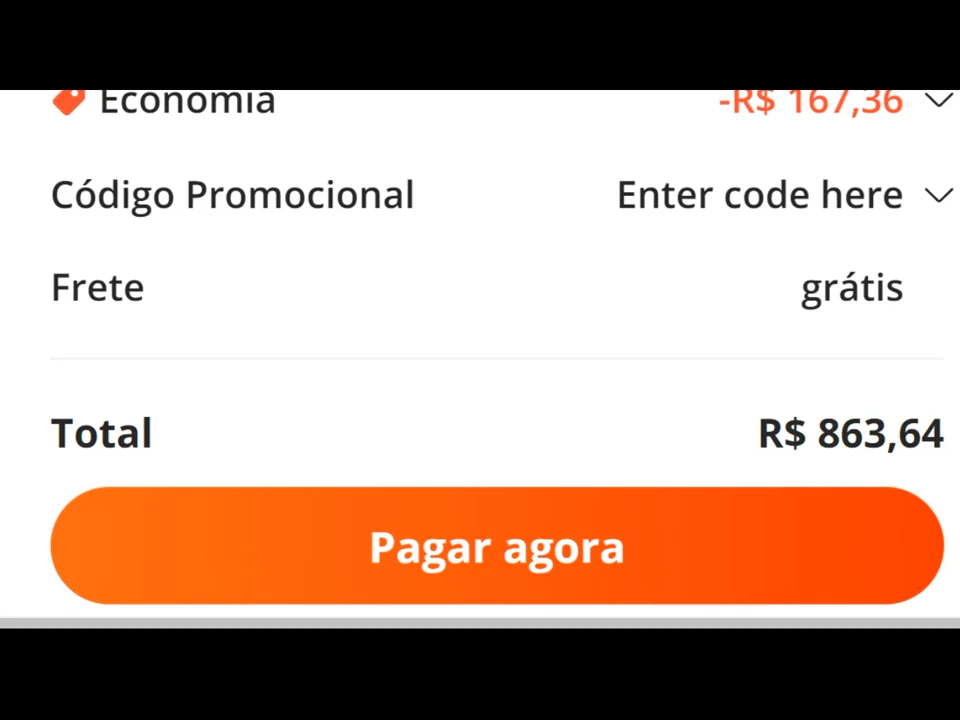 Economia -R$ 167,36
Código Promocional Enter code here
Frete grátis
Total R$ 863,64
Pagar agora